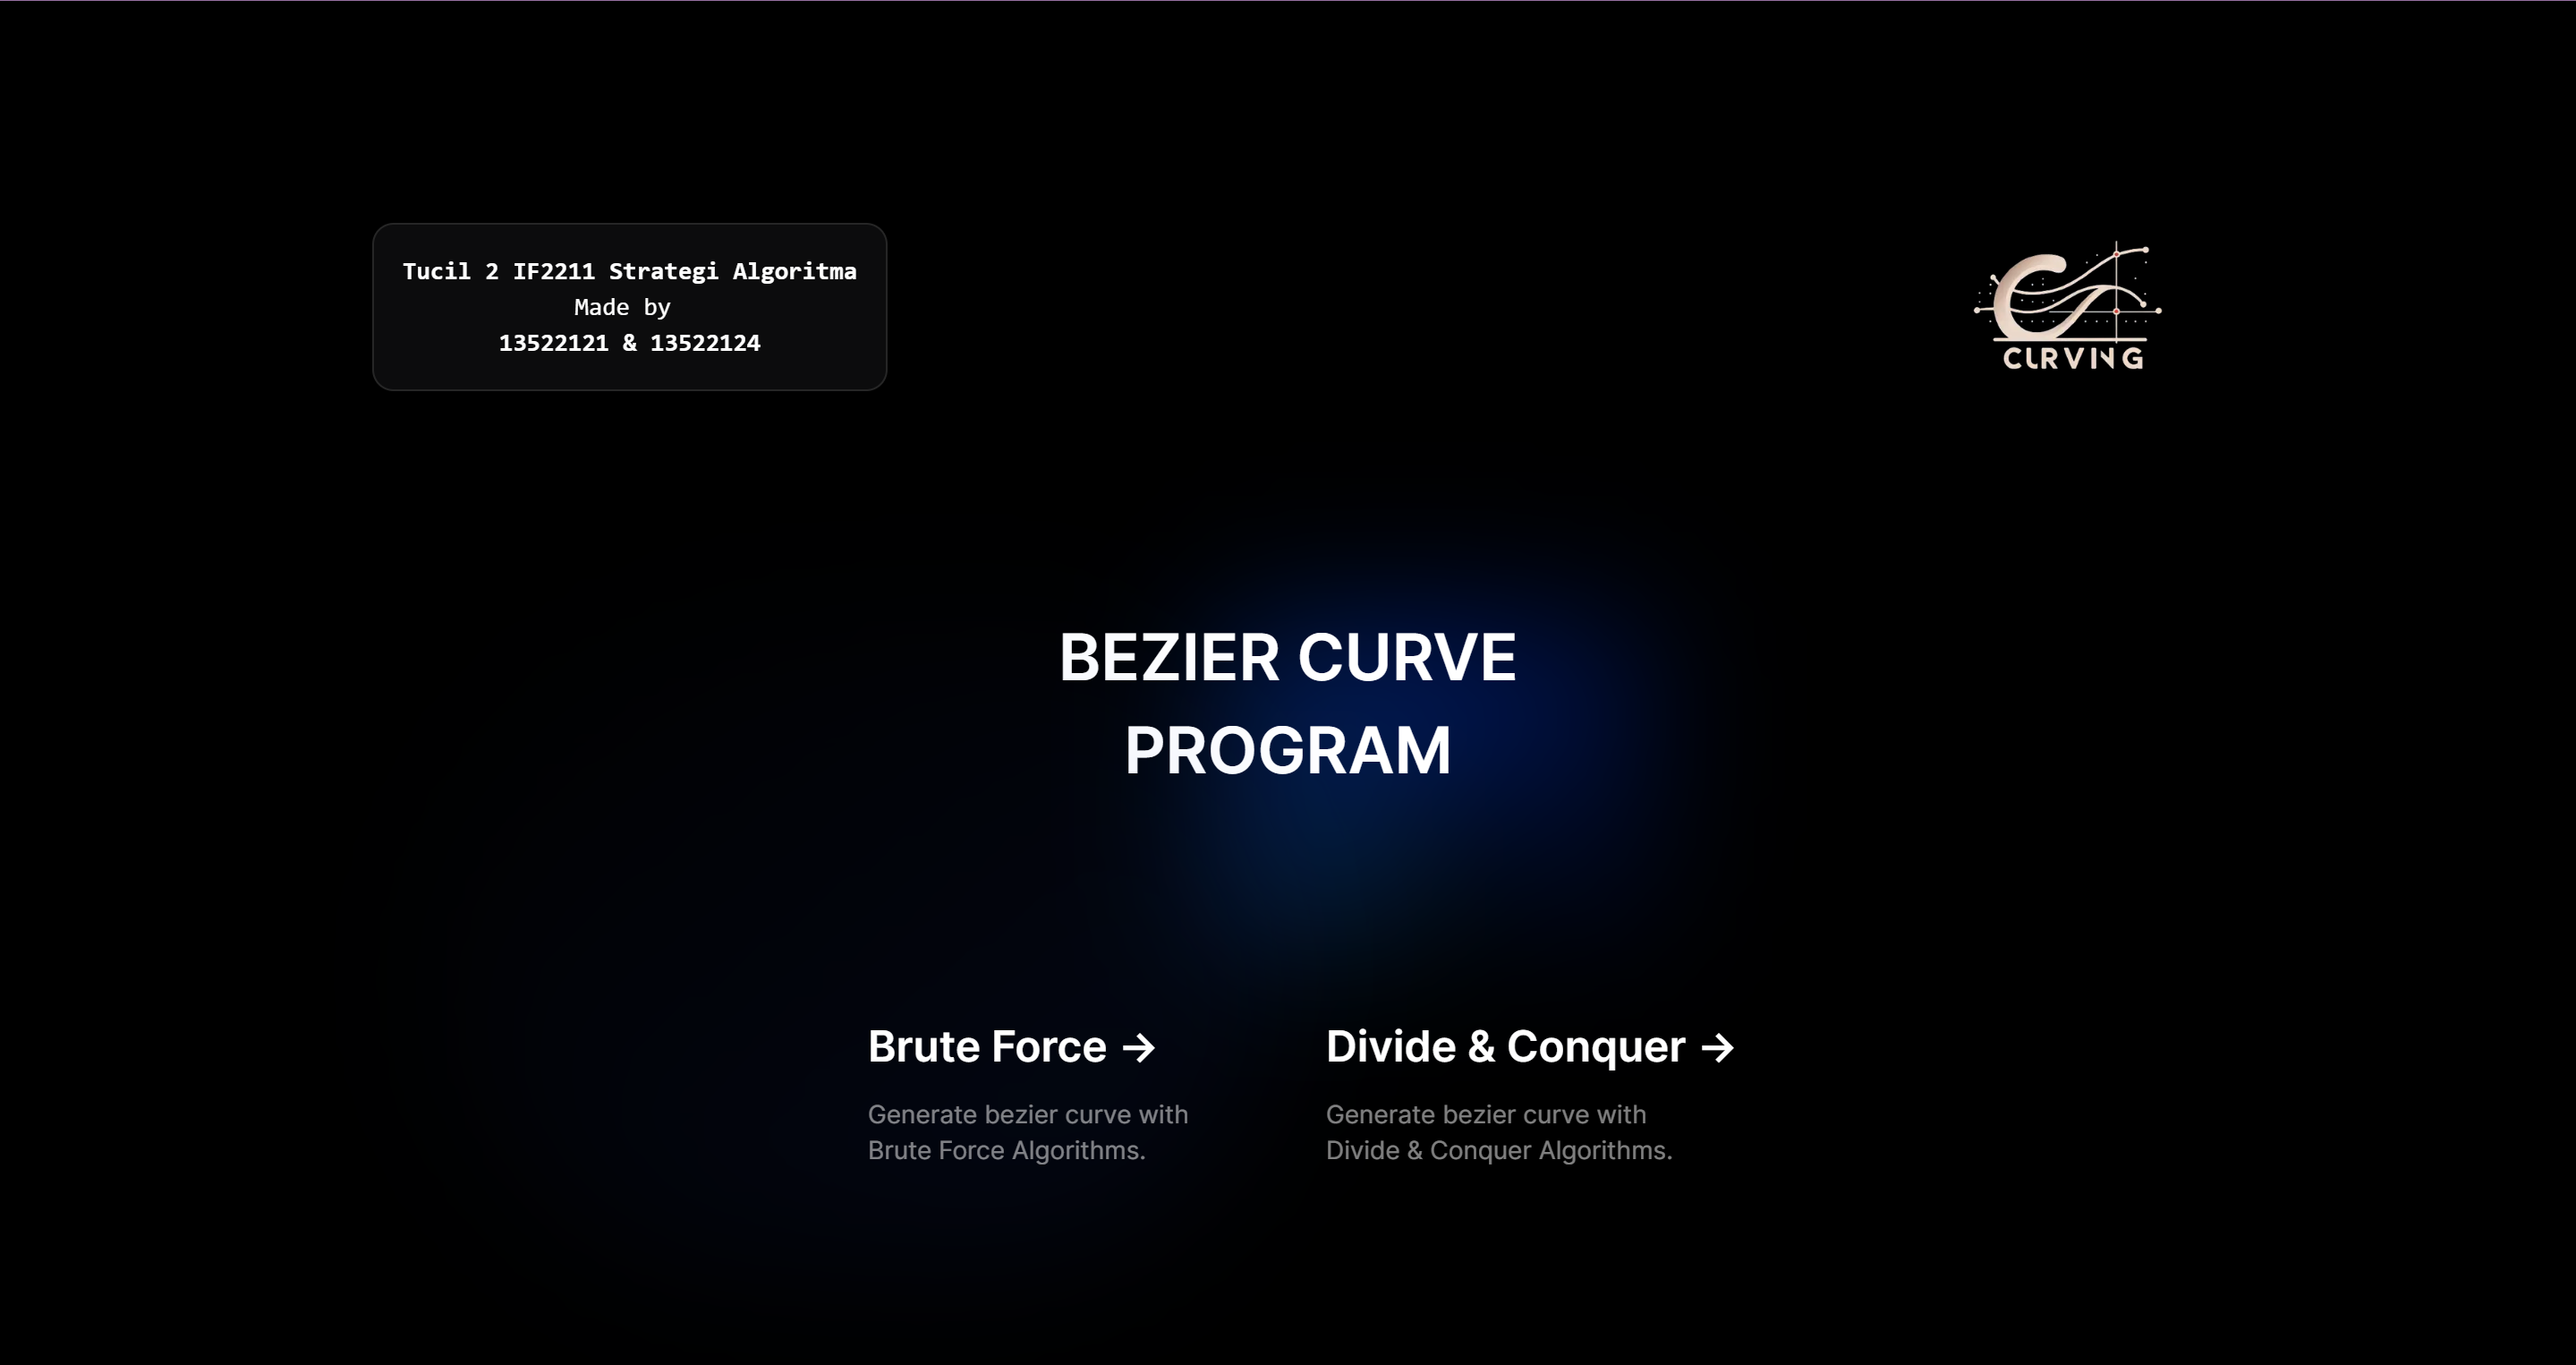 Tucil 2 IF2211 Strategi Algoritma
Made by
13522121 & 13522124
CURVING
BEZIER CURVE
PROGRAM
Brute Force →
Generate bezier curve with
Brute Force Algorithms.
Divide & Conquer →
Generate bezier curve with
Divide & Conquer Algorithms.